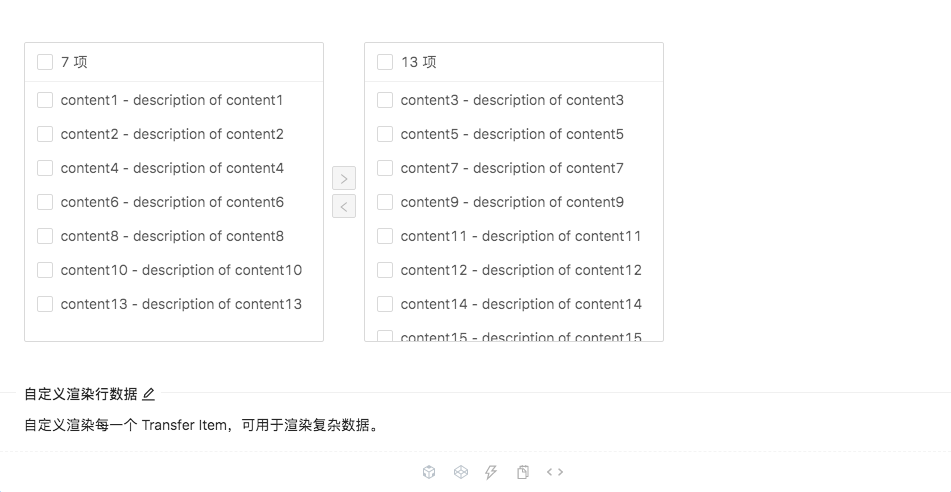 7 项
content1 - description of content1
content2 - description of content2
content4 - description of content4
content6 - description of content6
content8 - description of content8
content10 - description of content10
content13 - description of content13
13 项
content3 - description of content3
content5 - description of content5
content7 - description of content7
content9 - description of content9
content11 - description of content11
content12 - description of content12
content14 - description of content14
content15 - description of content15
自定义渲染行数据
自定义渲染每一个 Transfer Item，可用于渲染复杂数据。